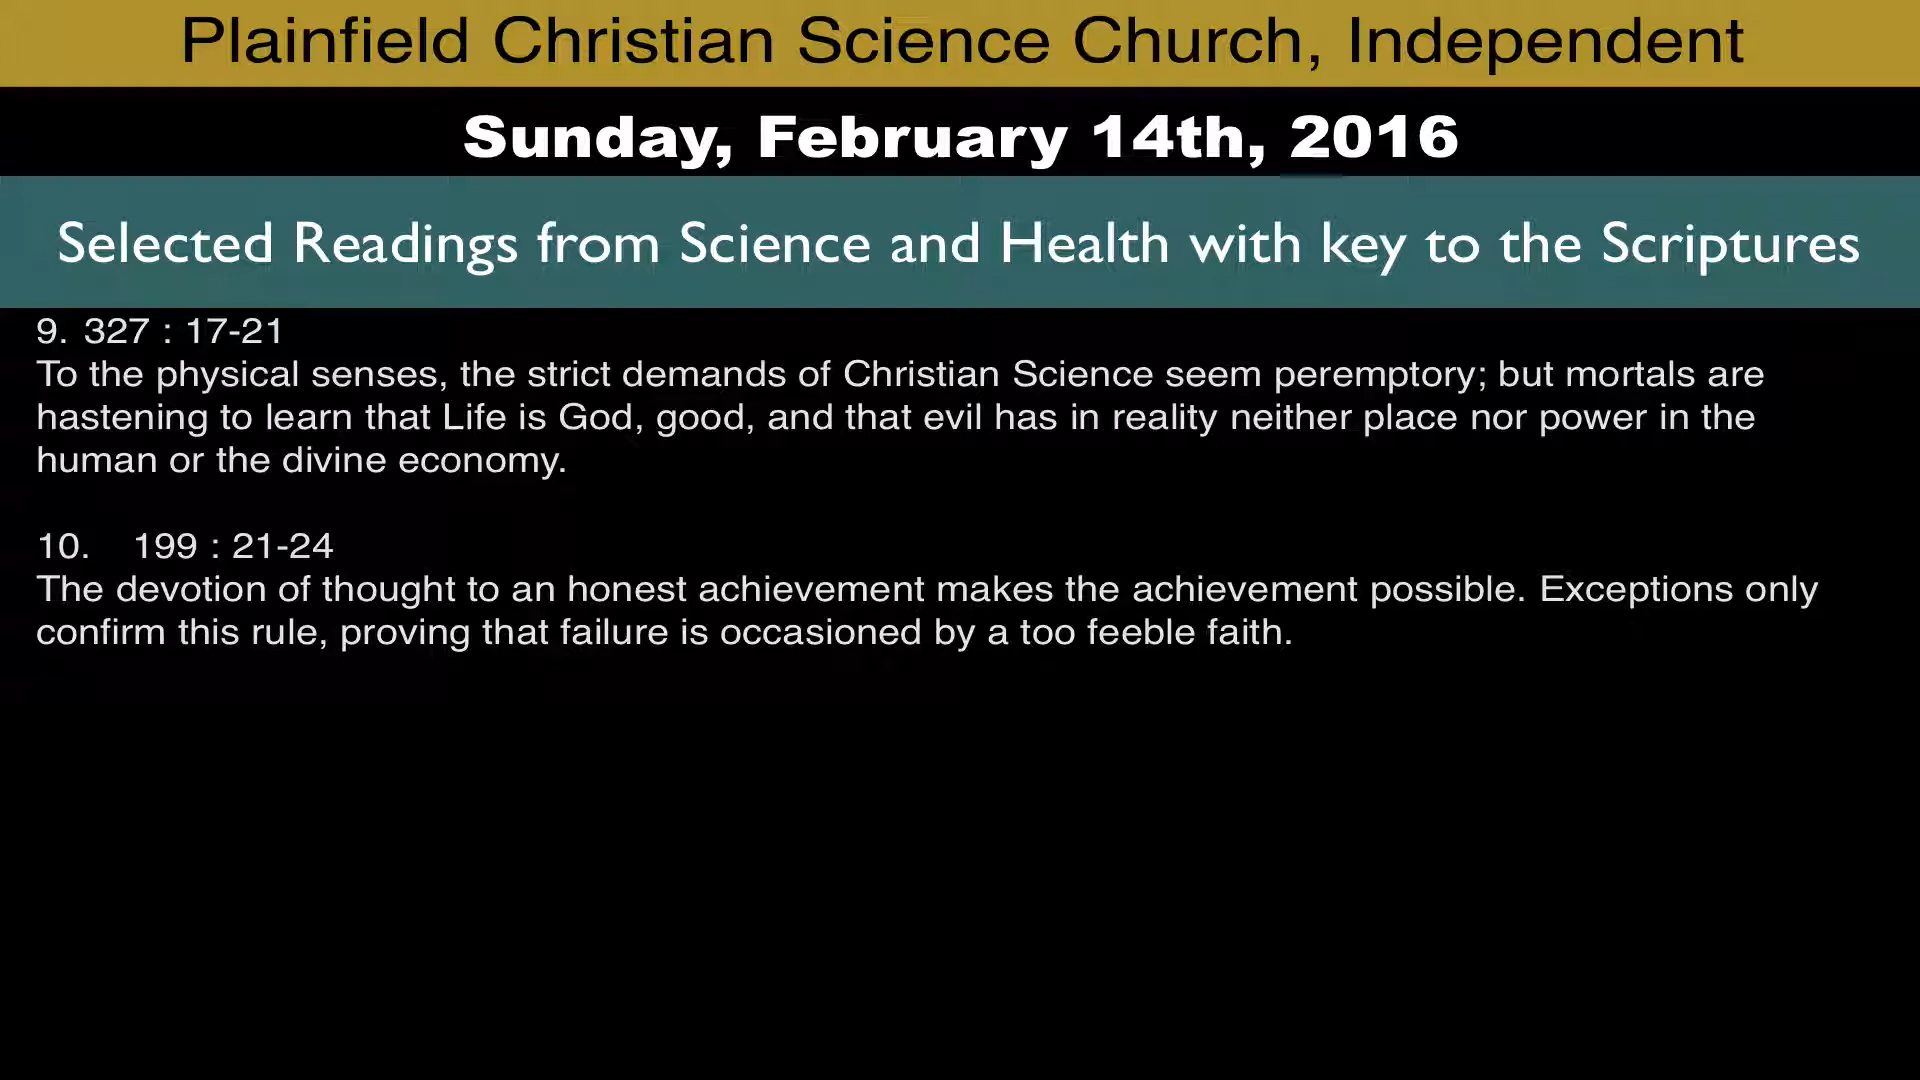 Plainfield Christian Science Church, Independent
Sunday, February 14th, 2016
Selected Readings from Science and Health with key to the Scriptures
9. 327 : 17-21
To the physical senses, the strict demands of Christian Science seem peremptory; but mortals are
hastening to learn that Life is God, good, and that evil has in reality neither place nor power in the
human or the divine economy.
10. 199 : 21-24
The devotion of thought to an honest achievement makes the achievement possible. Exceptions only
confirm this rule, proving that failure is occasioned by a too feeble faith.